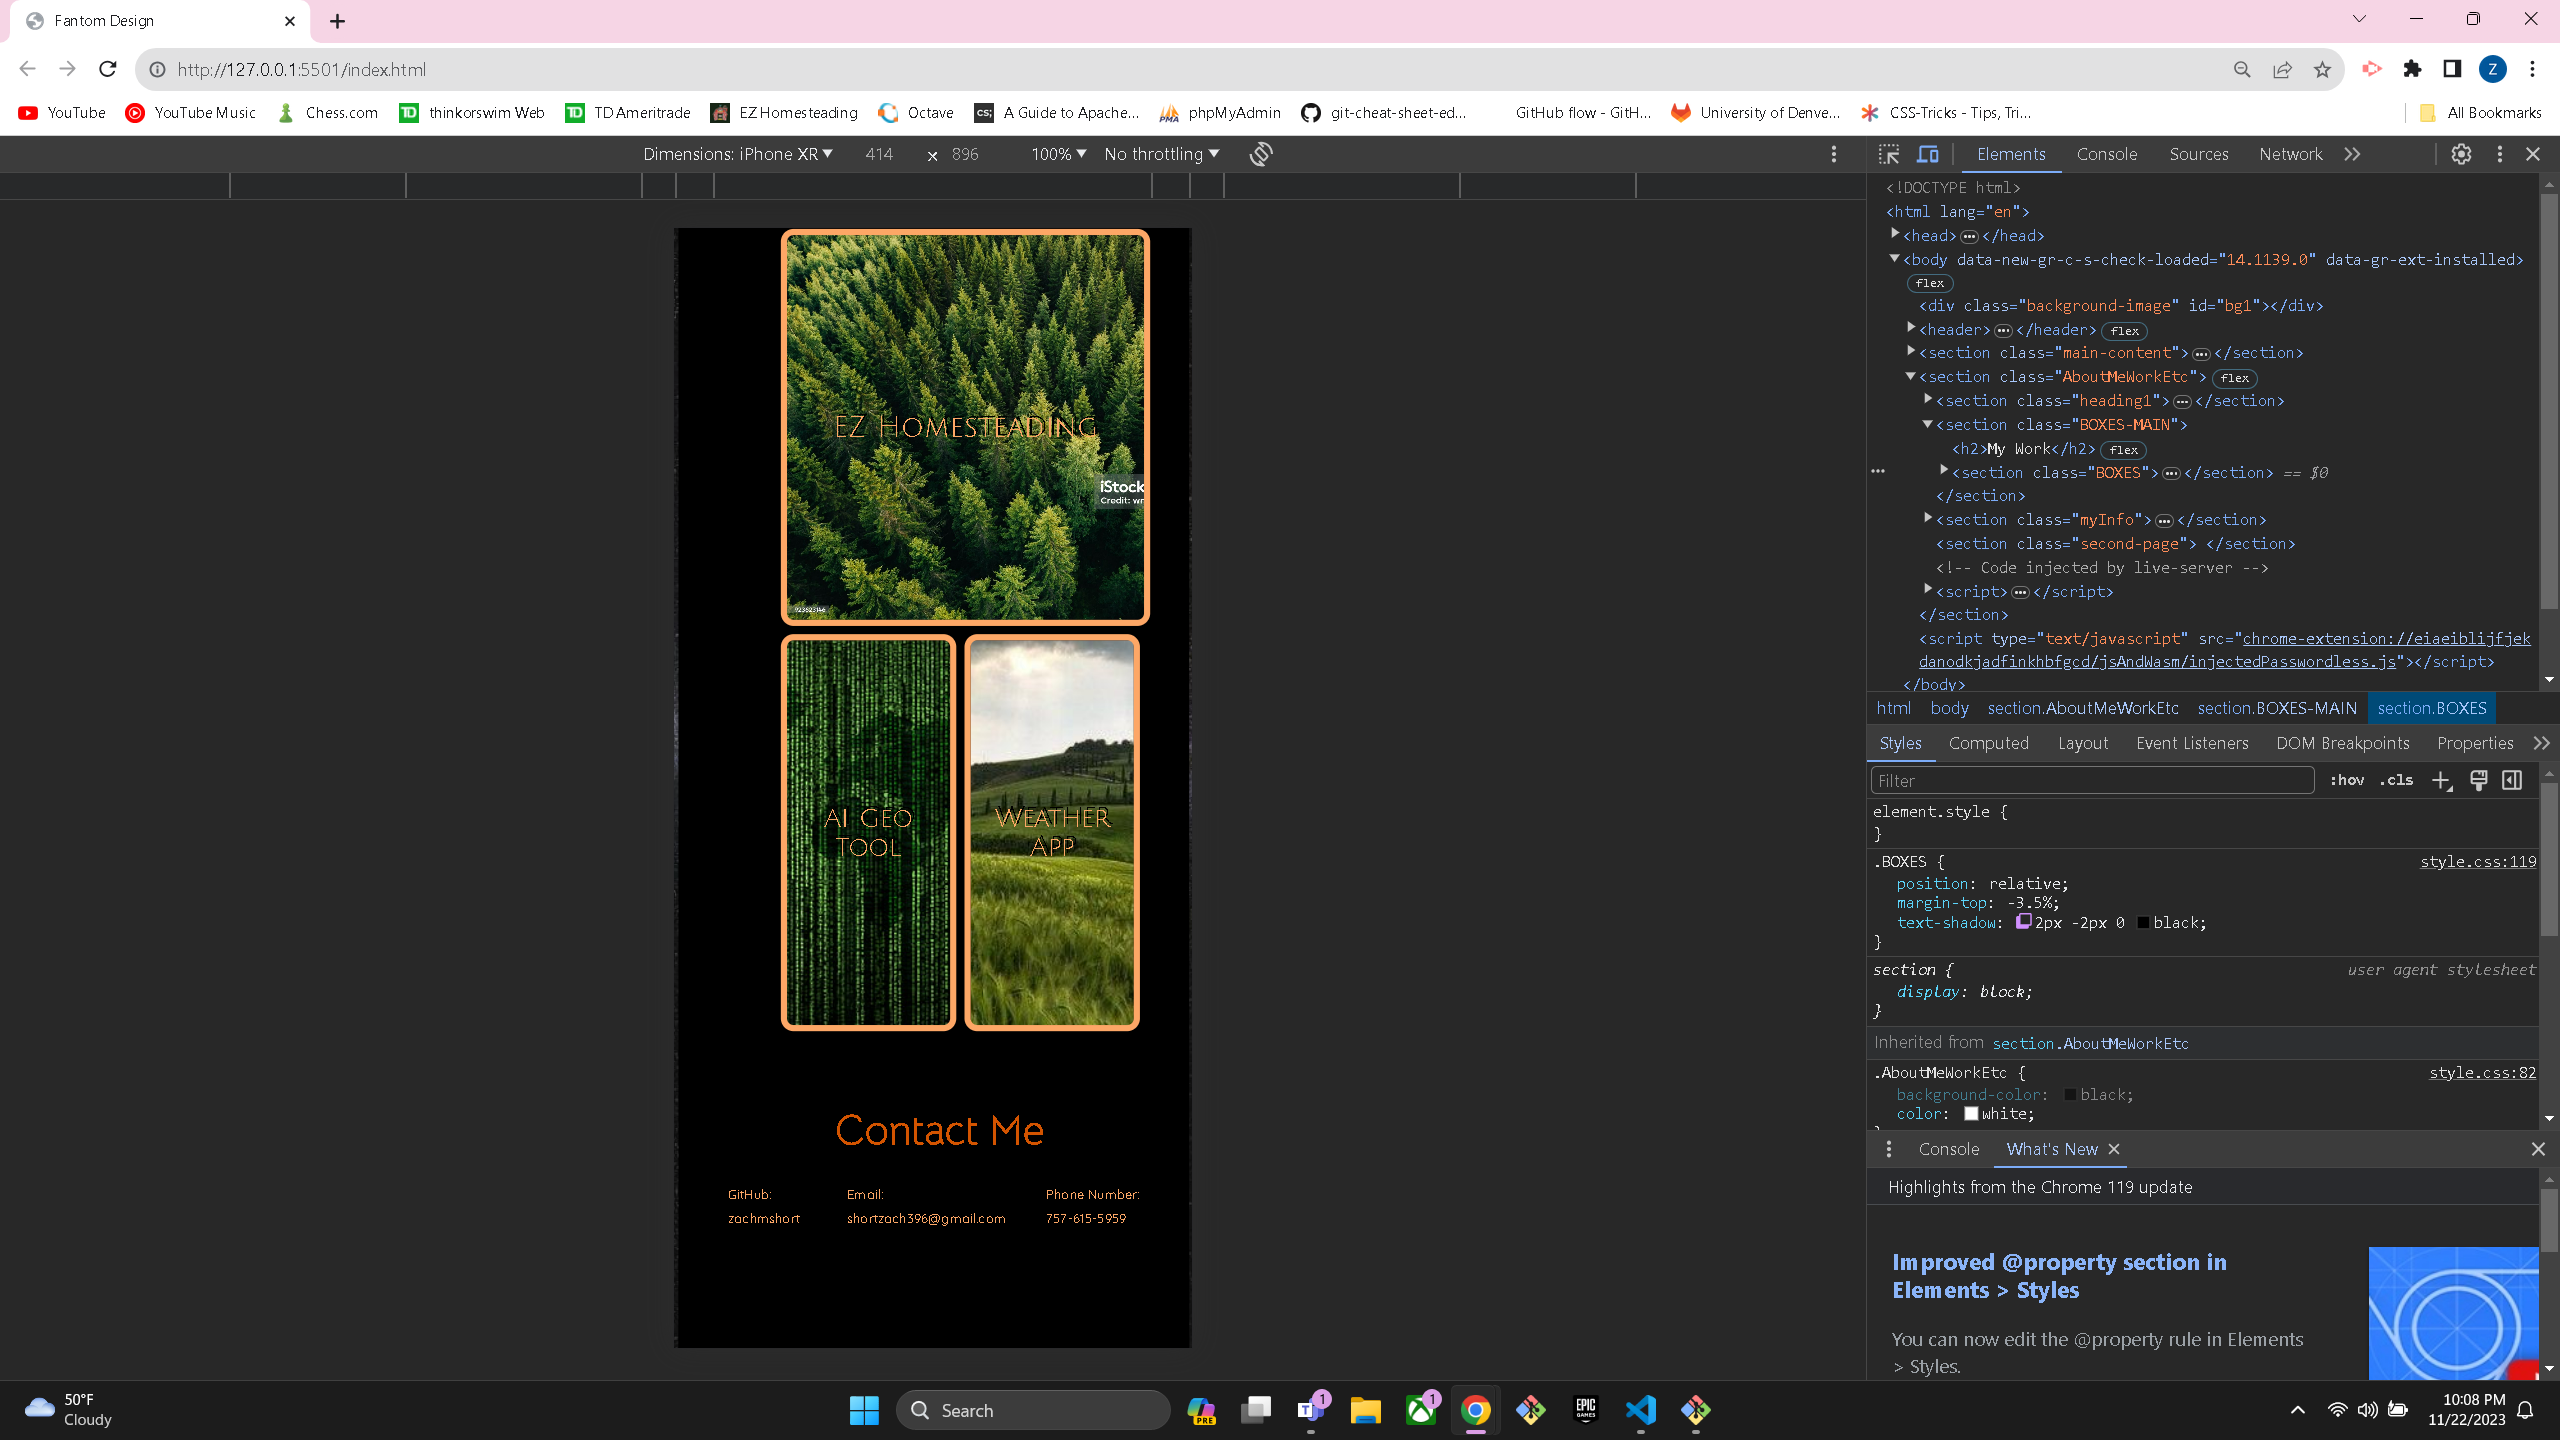 Fantom Design
http://127.0.0.1:5501/index.html
Z
YouTube YouTube Music Chess.com thinkorswim Web TD Ameritrade EZ Homesteading Octave A Guide to Apache... phpMyAdmin git-cheat-sheet-ed... GitHub flow - GitH... University of Denve... CSS-Tricks - Tips, Tri... All Bookmarks
Dimensions: iPhone XR 414 × 896 100% No throttling
EZ Homesteading
iStock
Credit: wr
AI Geo
Tool
Weather
App
Contact Me
GitHub: Email: Phone Number:
zachmshort shortzach396@gmail.com 757-615-5959
Elements Console Sources Network
<!DOCTYPE html>
<html lang="en">
<head>•••</head>
<body data-new-gr-c-s-check-loaded="14.1139.0" data-gr-ext-installed>
flex
<div class="background-image" id="bg1"></div>
<header>•••</header> flex
<section class="main-content">•••</section>
<section class="AboutMeWorkEtc"> flex
<section class="heading1">•••</section>
<section class="BOXES-MAIN">
<h2>My Work</h2> flex
<section class="BOXES">•••</section> == $0
</section>
<section class="myInfo">•••</section>
<section class="second-page"> </section>
<!-- Code injected by live-server -->
<script>•••</script>
</section>
<script type="text/javascript" src="chrome-extension://eiaeiblijfjek
danodkjadfinkhbfgcd/jsAndWasm/injectedPasswordless.js"></script>
</body>
html body section.AboutMeWorkEtc section.BOXES-MAIN section.BOXES
Styles Computed Layout Event Listeners DOM Breakpoints Properties
Filter :hov .cls
element.style {
}
.BOXES { style.css:119
position: relative;
margin-top: -3.5%;
text-shadow: 2px -2px 0 black;
}
section { user agent stylesheet
display: block;
}
Inherited from section.AboutMeWorkEtc
.AboutMeWorkEtc { style.css:82
background-color: black;
color: white;
Console What's New
Highlights from the Chrome 119 update
Improved @property section in
Elements > Styles
You can now edit the @property rule in Elements
> Styles.
50°F
Cloudy
Search
PRE
1
1
EPIC
GAMES
10:08 PM
11/22/2023